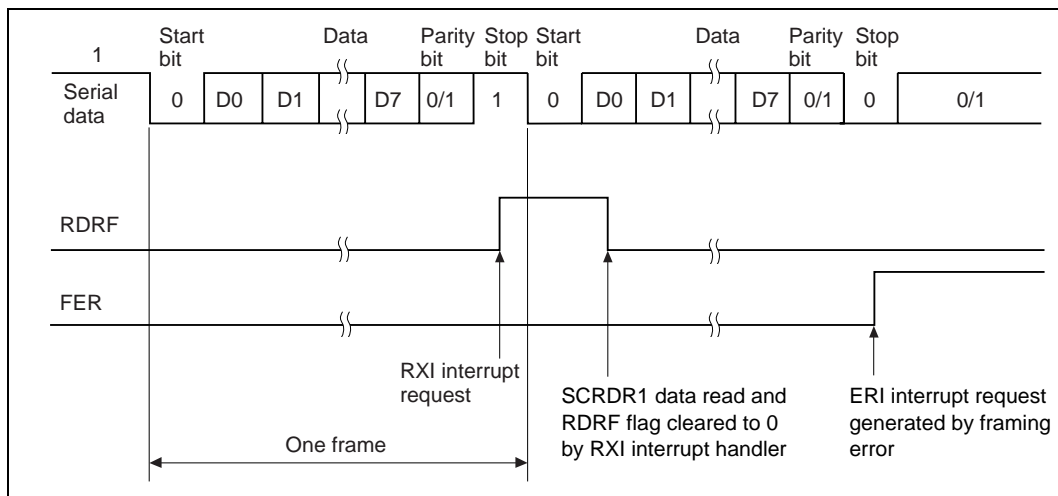 Start bit
Data
Parity bit
Stop bit
Start bit
Data
Parity bit
Stop bit
1
Serial data
0
D0
D1
D7
0/1
1
0
D0
D1
D7
0/1
0
0/1
RDRF
FER
RXI interrupt
request
SCRDR1 data read and
RDRF flag cleared to 0
by RXI interrupt handler
ERI interrupt request
generated by framing
error
One frame